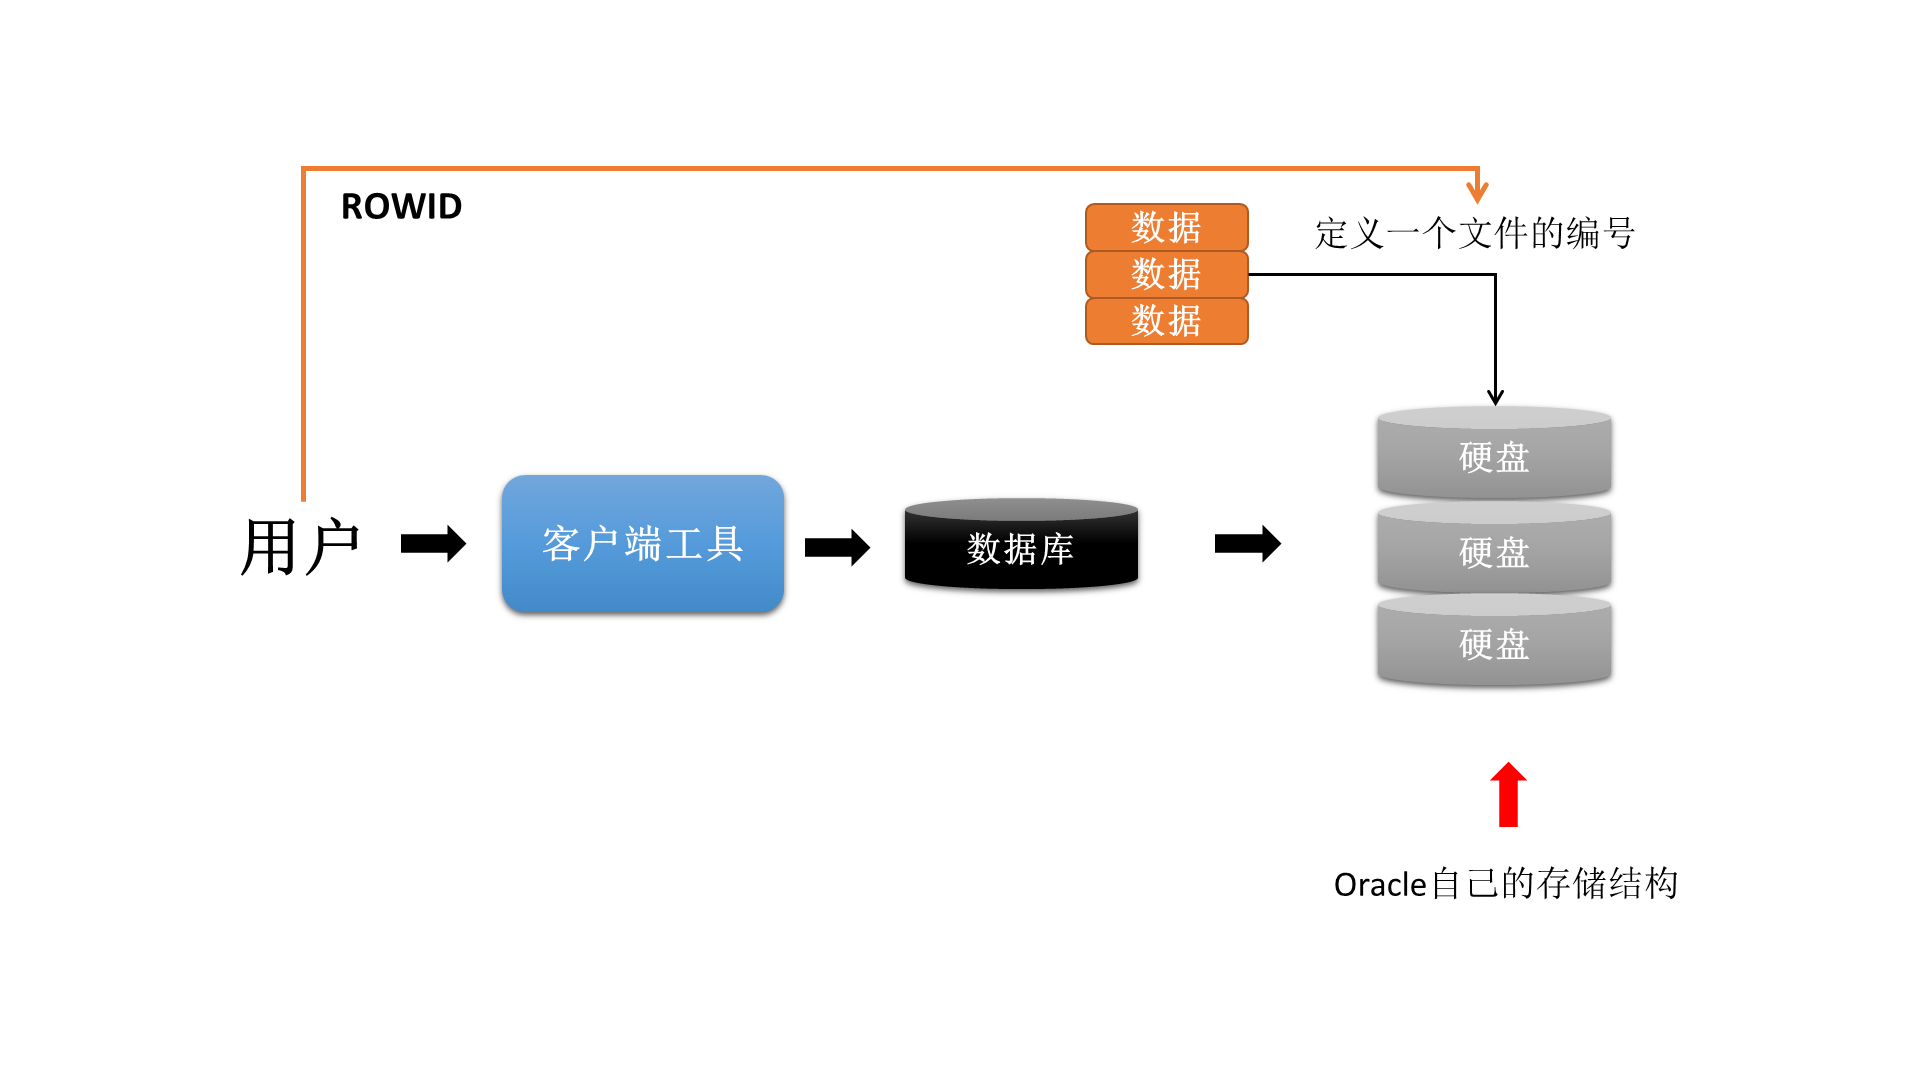 ROWID
数据
定义一个文件的编号
数据
数据
硬盘
用户
客户端工具
数据库
硬盘
硬盘
Oracle自己的存储结构